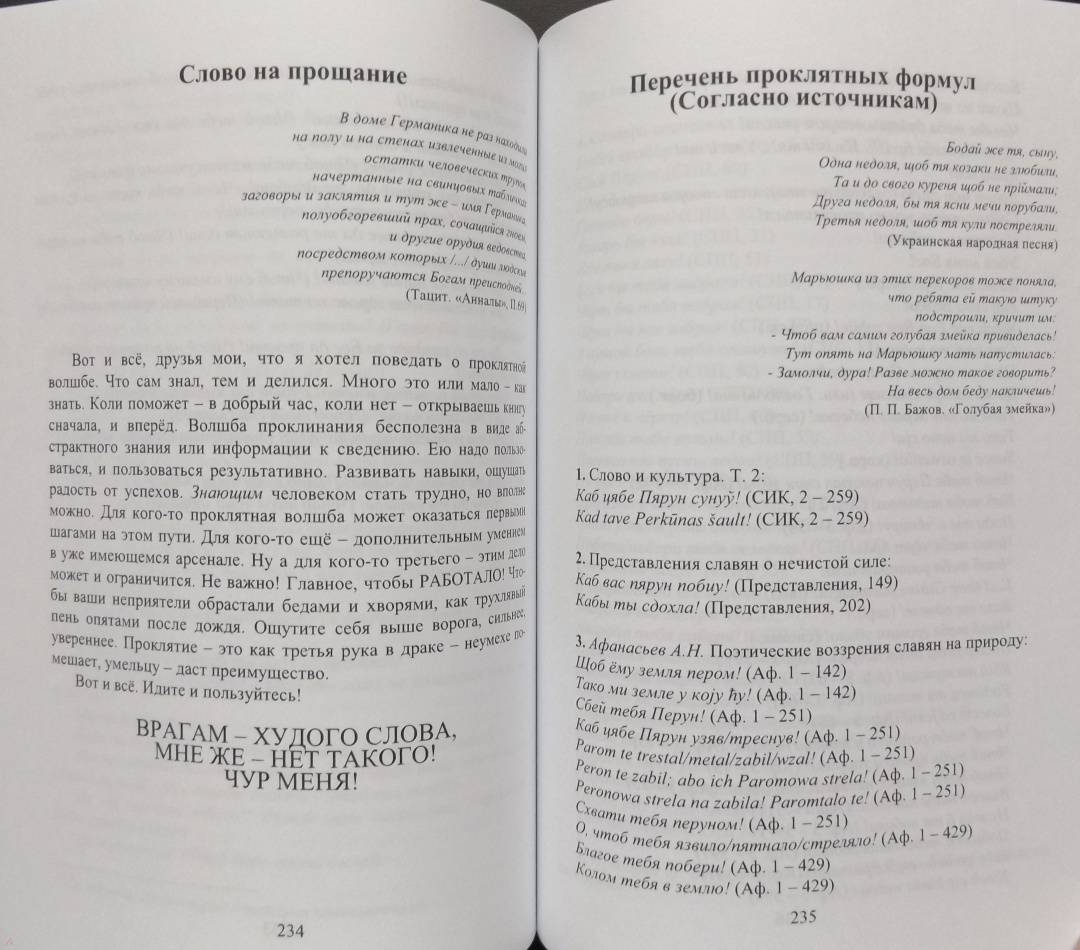 Слово на прощание
В доме Германика не раз находили
на полу и на стенах извлеченные из могил
остатки человеческих трупов,
начертанные на свинцовых табличках
заговоры и заклятия и тут же – имя Германика,
полуобгоревший прах, сочащийся гноем,
и другие орудия ведовства,
посредством которых /.../ души людские
препоручаются Богам преисподней...
(Тацит. «Анналы», II.69)
Вот и всё, друзья мои, что я хотел поведать о проклятной
волшбе. Что сам знал, тем и делился. Много это или мало – как
знать. Коли поможет – в добрый час, коли нет – открываешь книгу
сначала, и вперёд. Волшба проклинания бесполезна в виде аб-
страктного знания или информации к сведению. Ею надо пользо-
ваться, и пользоваться результативно. Развивать навыки, ощущать
радость от успехов. Знающим человеком стать трудно, но вполне
можно. Для кого-то проклятная волшба может оказаться первыми
шагами на этом пути. Для кого-то ещё – дополнительным умением
в уже имеющемся арсенале. Ну а для кого-то третьего – этим дело
может и ограничится. Не важно! Главное, чтобы РАБОТАЛО! Что-
бы ваши неприятели обрастали бедами и хворями, как трухлявый
пень опятами после дождя. Ощутите себя выше ворога, сильнее,
увереннее. Проклятие – это как третья рука в драке – неумехе по-
мешает, умельцу – даст преимущество.
Вот и всё. Идите и пользуйтесь!
ВРАГАМ – ХУДОГО СЛОВА,
МНЕ ЖЕ – НЕТ ТАКОГО!
ЧУР МЕНЯ!
234
Перечень проклятных формул
(Согласно источникам)
Бодай же тя, сыну,
Одна недоля, щоб тя козаки не злюбили,
Та и до свого куреня щоб не приймали;
Друга недоля, бы тя ясни мечи порубали,
Третья недоля, шоб тя кули постреляли.
(Украинская народная песня)
Марьюшка из этих перекоров тоже поняла,
что ребята ей такую штуку
подстроили, кричит им:
- Чтоб вам самим голубая змейка привиделась!
Тут опять на Марьюшку мать напустилась:
- Замолчи, дура! Разве можно такое говорить?
На весь дом беду накличешь!
(П. П. Бажов. «Голубая змейка»)
1. Слово и культура. Т. 2:
Каб цябе Пярун сунуў! (СИК, 2 – 259)
Kad tave Perkūnas šault! (СИК, 2 – 259)
2. Представления славян о нечистой силе:
Каб вас пярун побиу! (Представления, 149)
Кабы ты сдохла! (Представления, 202)
3. Афанасьев А.Н. Поэтические воззрения славян на природу:
Щоб ёму земля пером! (Аф. 1 – 142)
Тако ми земле у коjу ħу! (Аф. 1 – 142)
Сбей тебя Перун! (Аф. 1 – 251)
Каб цябе Пярун узяв/треснув! (Аф. 1 – 251)
Parom te trestal/metal/zabil/wzal! (Аф. 1 – 251)
Peron te zabil; abo ich Paromowa strela! (Аф. 1 – 251)
Peronowa strela na zabila! Paromtalo te! (Аф. 1 – 251)
Схвати тебя перуном! (Аф. 1 – 251)
О, чтоб тебя язвило/пятнало/стреляло! (Аф. 1 – 429)
Благое тебя побери! (Аф. 1 – 429)
Колом тебя в землю! (Аф. 1 – 429)
235